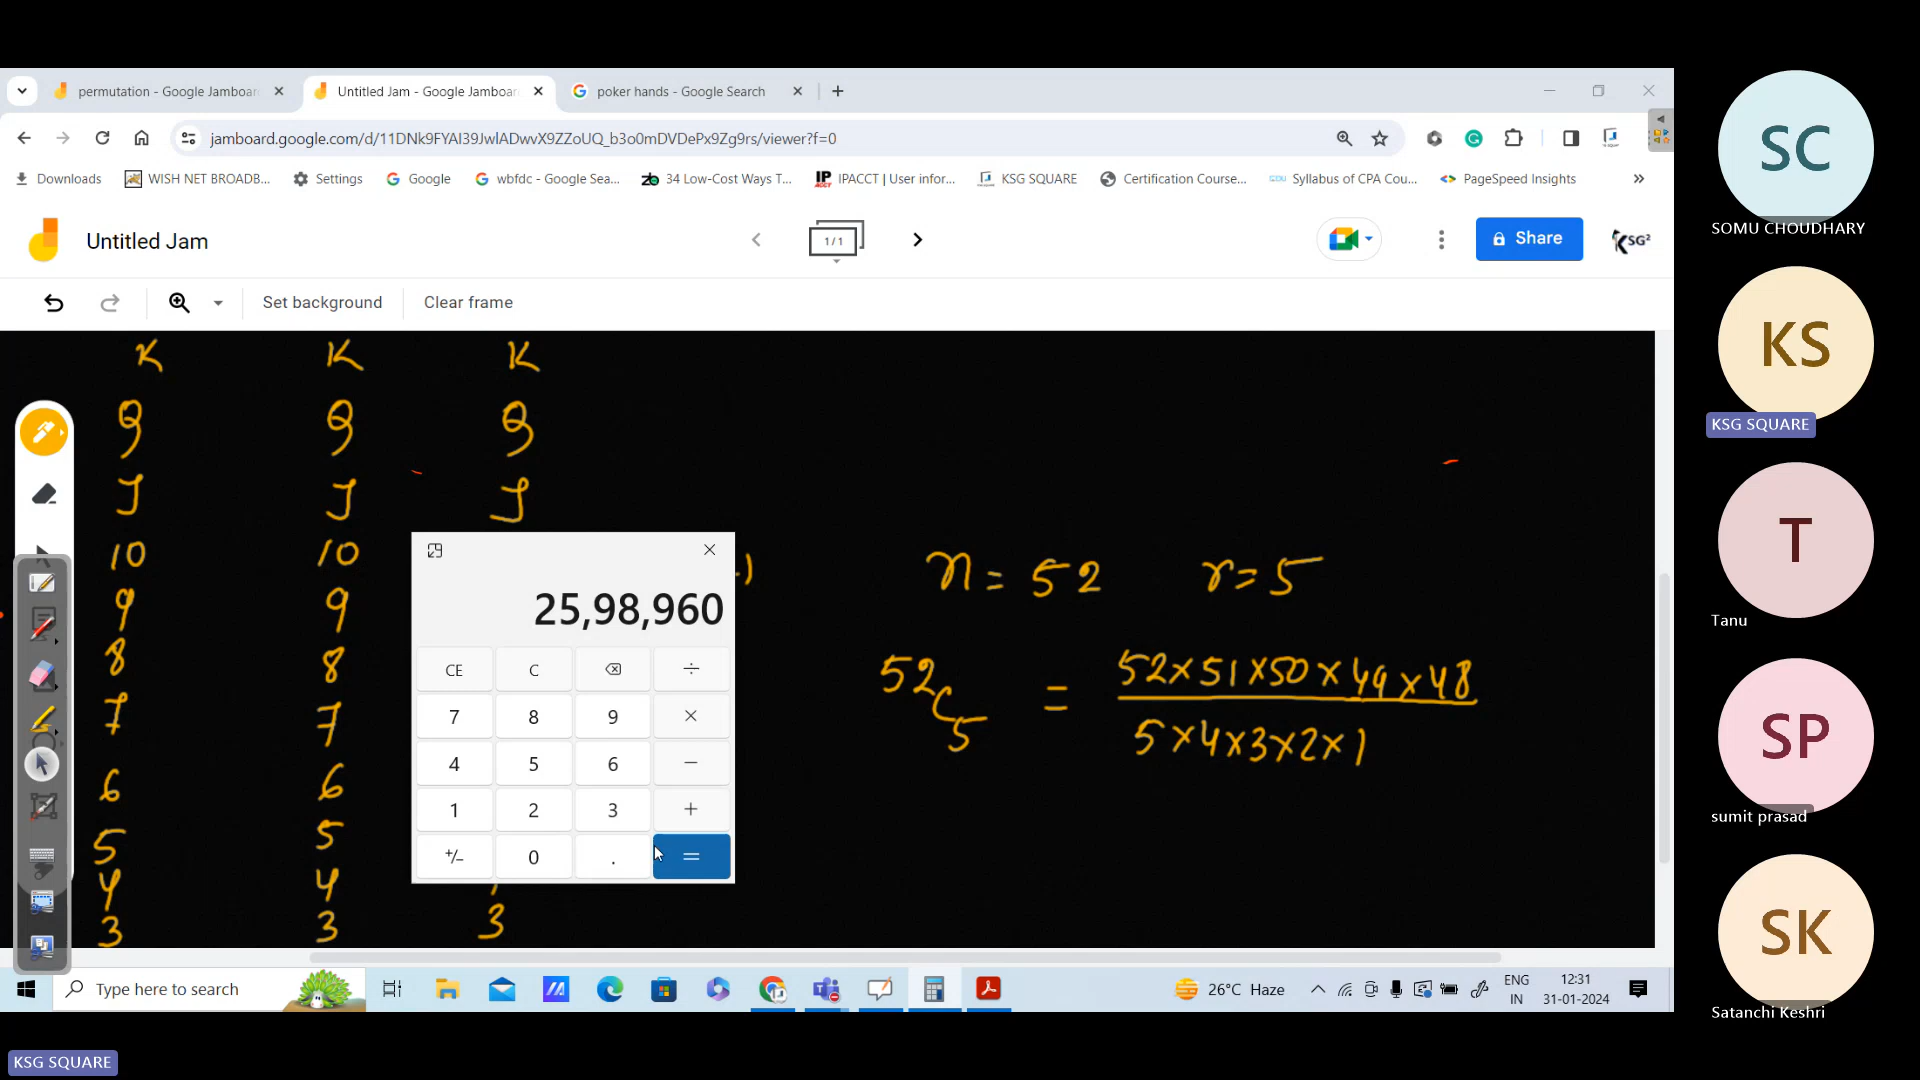 permutation - Google Jamboar
Untitled Jam - Google Jamboar
poker hands - Google Search
jamboard.google.com/d/11DNk9FYAI39JwlADwvX9ZZoUQ_b3o0mDVDePx9Zg9rs/viewer?f=0
Downloads
WISH NET BROADB...
Settings
Google
wbfdc - Google Sea...
34 Low-Cost Ways T...
IPACCT | User infor...
KSG SQUARE
Certification Course...
Syllabus of CPA Cou...
PageSpeed Insights
Untitled Jam
1/1
Share
KSG²
Set background
Clear frame
K K K
Q Q Q
J J J
10 10
9 9
8 8
7 7
6 6
5 5
4 4
3 3 3
25,98,960
CE C ÷
7 8 9 ×
4 5 6 −
1 2 3 +
+/− 0 . =
n = 52 r = 5
52C5 = 52×51×50×49×48
5×4×3×2×1
Type here to search
26°C Haze
ENG
IN
12:31
31-01-2024
SC
SOMU CHOUDHARY
KS
KSG SQUARE
T
Tanu
SP
sumit prasad
SK
Satanchi Keshri
KSG SQUARE